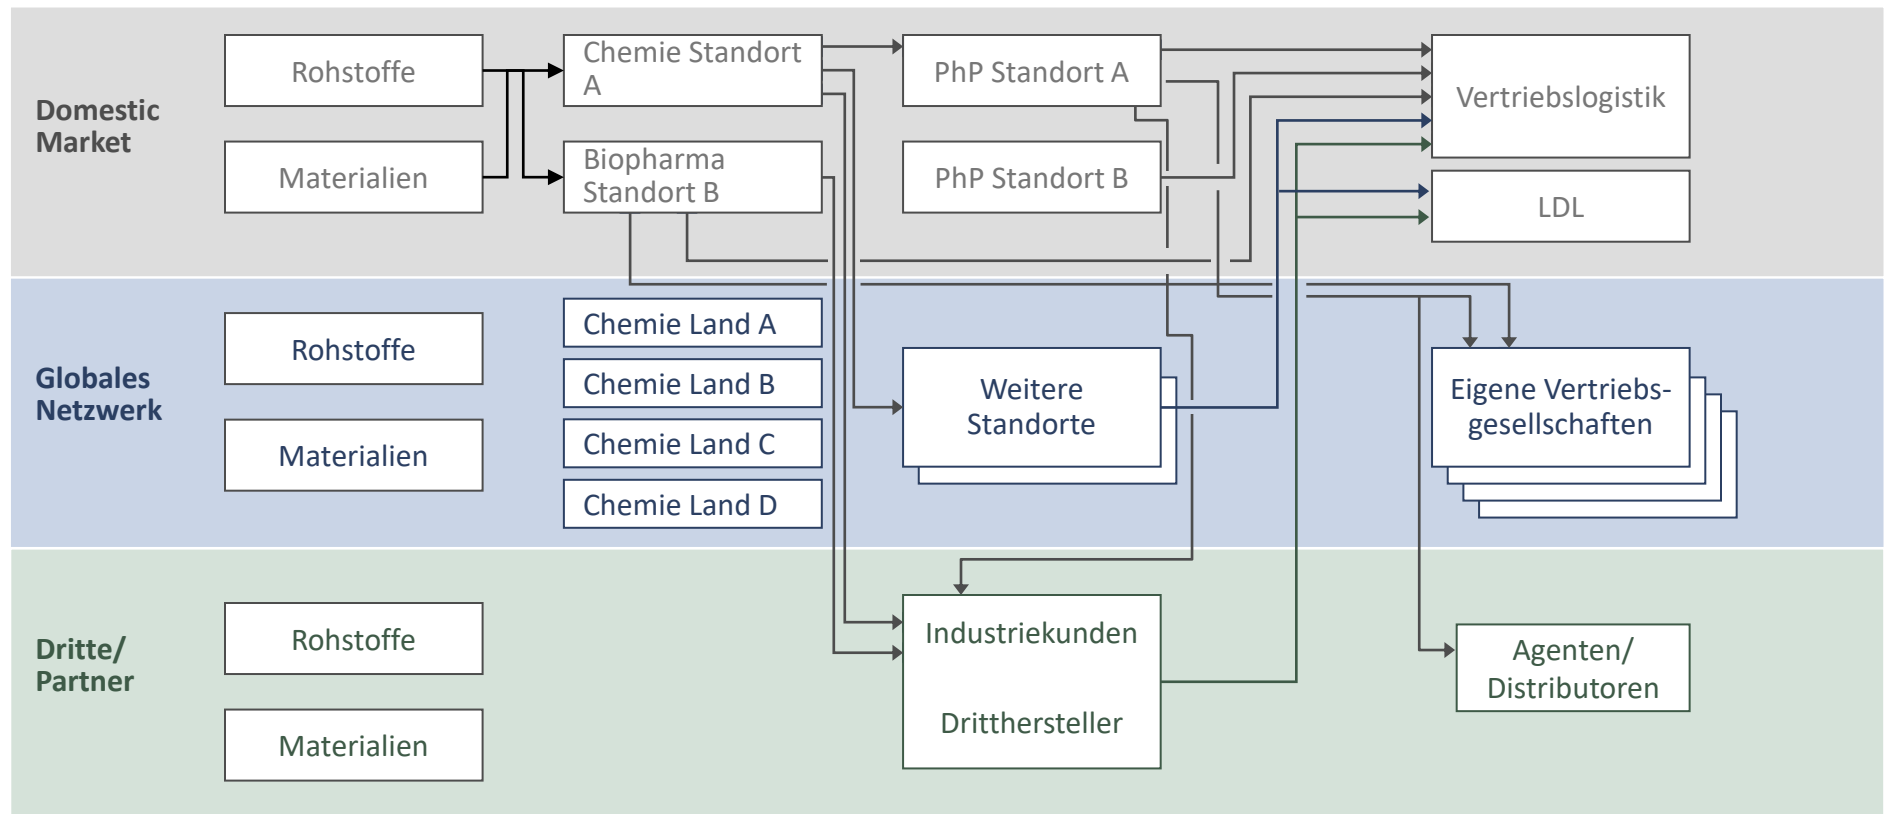 Domestic
Market
Rohstoffe
Materialien
Chemie Standort
A
Biopharma
Standort B
PhP Standort A
PhP Standort B
Vertriebslogistik
LDL
Globales
Netzwerk
Rohstoffe
Materialien
Chemie Land A
Chemie Land B
Chemie Land C
Chemie Land D
Weitere
Standorte
Eigene Vertriebs-
gesellschaften
Dritte/
Partner
Rohstoffe
Materialien
Industriekunden
Dritthersteller
Agenten/
Distributoren